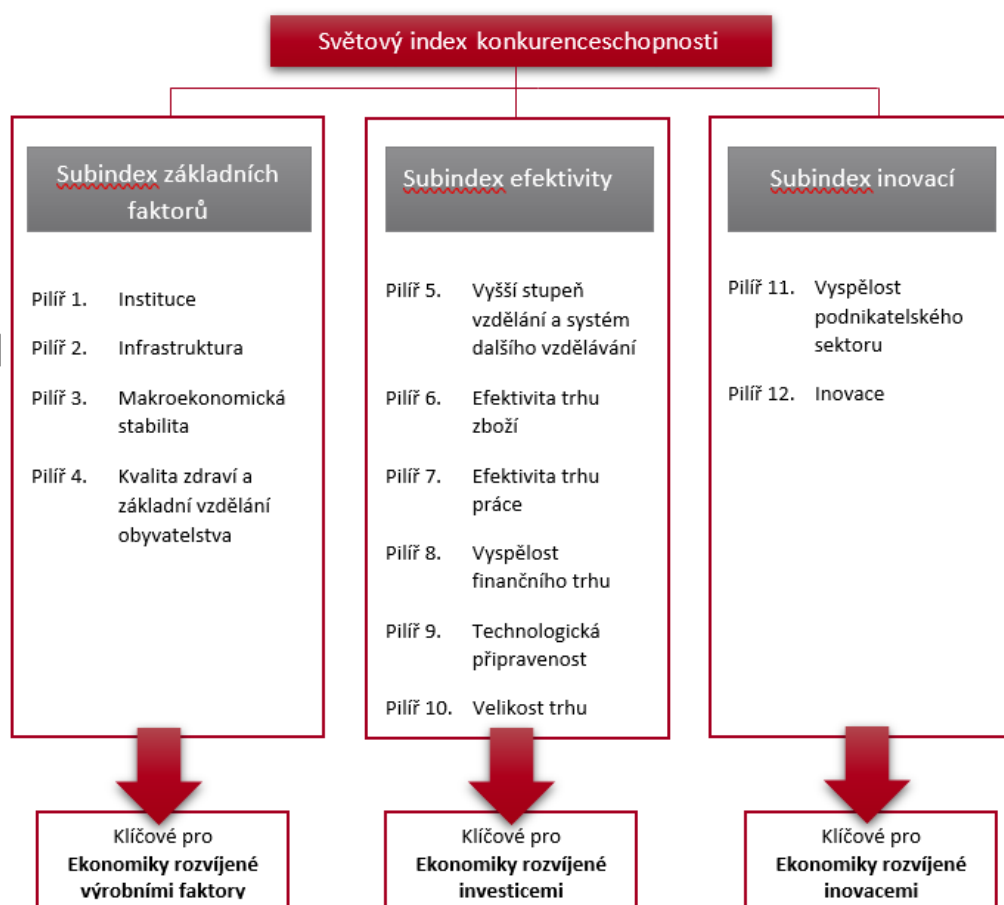 Světový index konkurenceschopnosti
Subindex základních
faktorů
Pilíř 1. Instituce
Pilíř 2. Infrastruktura
Pilíř 3. Makroekonomická
stabilita
Pilíř 4. Kvalita zdraví a
základní vzdělání
obyvatelstva
Klíčové pro
Ekonomiky rozvíjené
výrobními faktory
Subindex efektivity
Pilíř 5. Vyšší stupeň
vzdělání a systém
dalšího vzdělávání
Pilíř 6. Efektivita trhu
zboží
Pilíř 7. Efektivita trhu
práce
Pilíř 8. Vyspělost
finančního trhu
Pilíř 9. Technologická
připravenost
Pilíř 10. Velikost trhu
Klíčové pro
Ekonomiky rozvíjené
investicemi
Subindex inovací
Pilíř 11. Vyspělost
podnikatelského
sektoru
Pilíř 12. Inovace
Klíčové pro
Ekonomiky rozvíjené
inovacemi